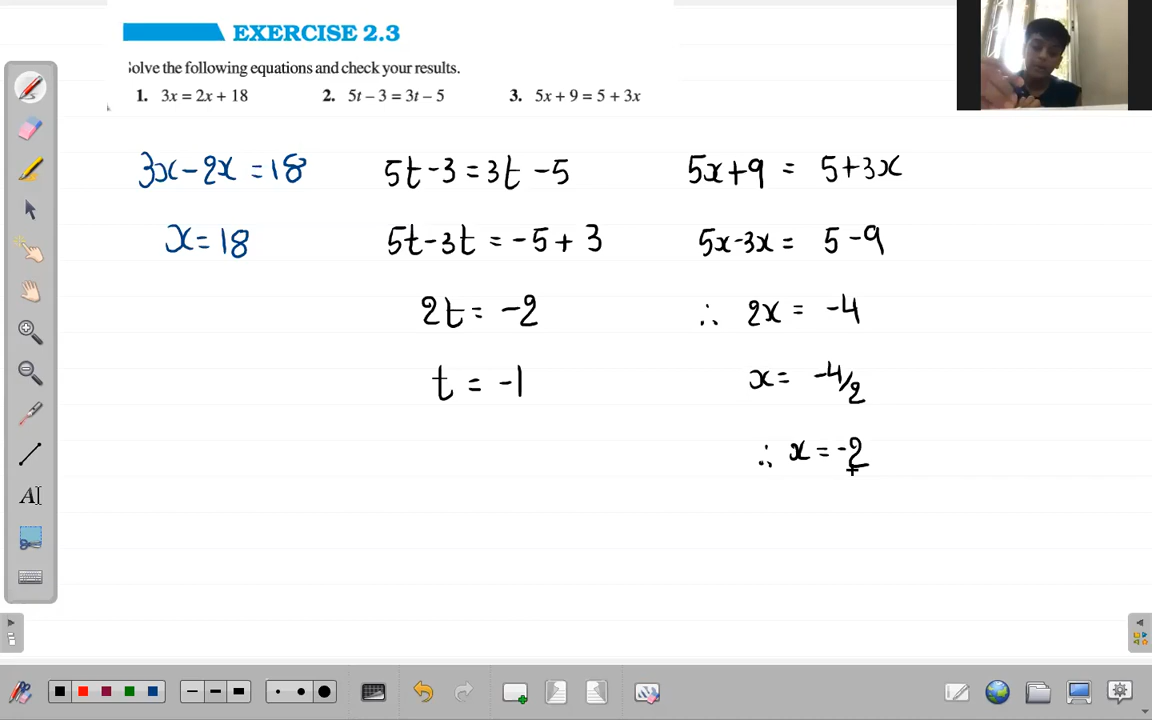 EXERCISE 2.3
Solve the following equations and check your results.
1. 3x = 2x + 18 2. 5t – 3 = 3t – 5 3. 5x + 9 = 5 + 3x
3x - 2x = 18
x = 18
5t - 3 = 3t - 5
5t - 3t = -5 + 3
2t = -2
t = -1
5x + 9 = 5 + 3x
5x - 3x = 5 - 9
∴ 2x = -4
x = -4/2
∴ x = -2